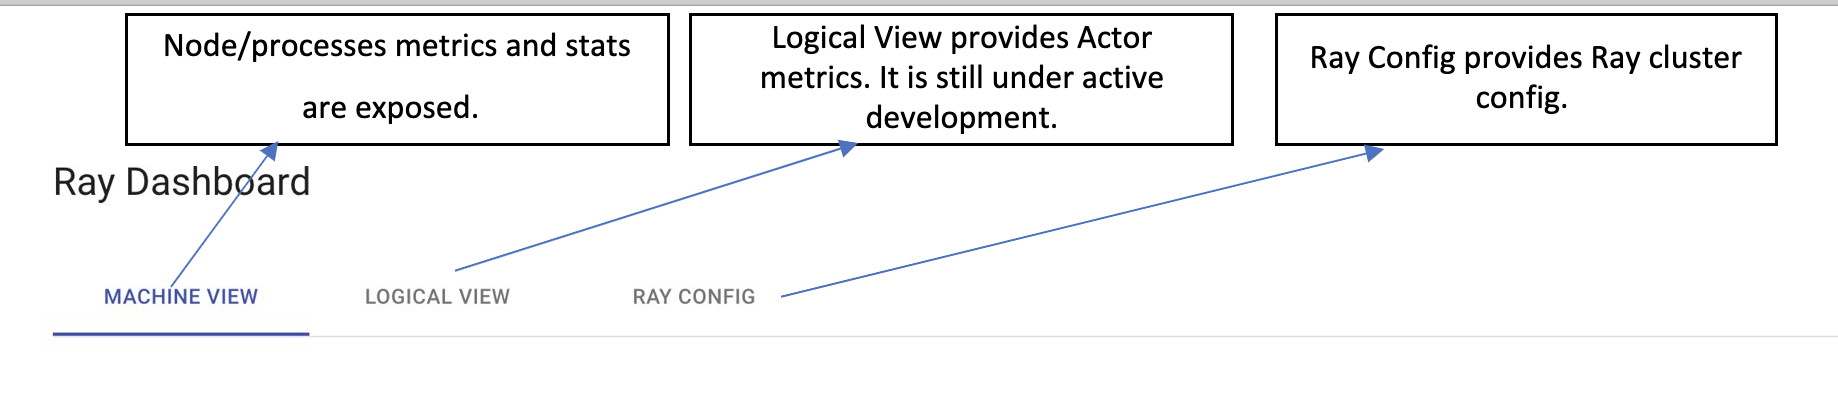 Node/processes metrics and stats
are exposed.
Logical View provides Actor
metrics. It is still under active
development.
Ray Config provides Ray cluster
config.
Ray Dashboard
MACHINE VIEW
LOGICAL VIEW
RAY CONFIG